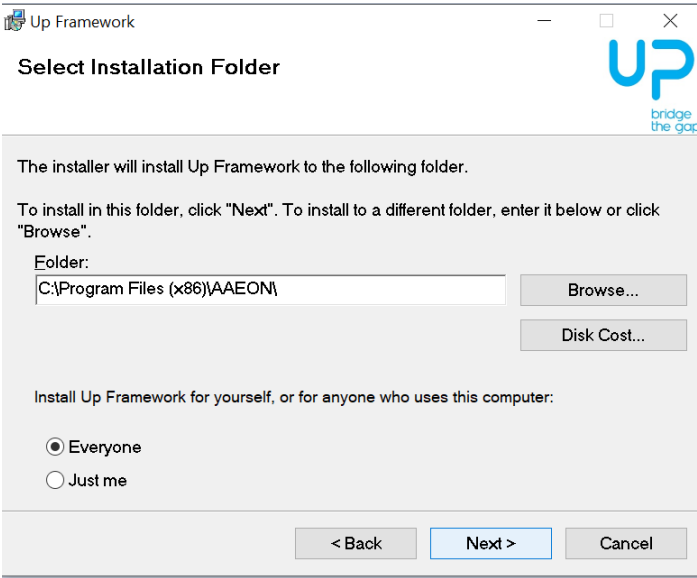 Up Framework
Select Installation Folder
UP
bridge
the gap
The installer will install Up Framework to the following folder.
To install in this folder, click "Next". To install to a different folder, enter it below or click
"Browse".
Folder:
C:\Program Files (x86)\AAEON\
Browse...
Disk Cost...
Install Up Framework for yourself, or for anyone who uses this computer:
Everyone
Just me
< Back
Next >
Cancel